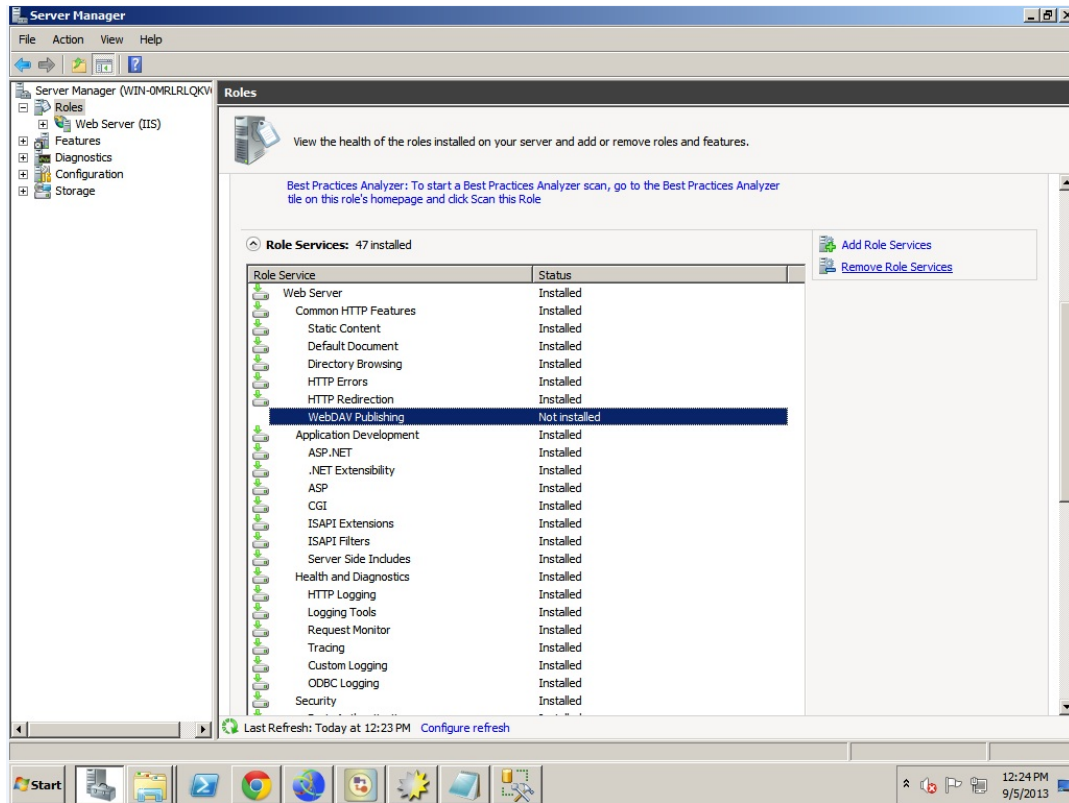 Server Manager
File Action View Help
Server Manager (WIN-0MRLRLQKV
Roles
Web Server (IIS)
Features
Diagnostics
Configuration
Storage
Roles
View the health of the roles installed on your server and add or remove roles and features.
Best Practices Analyzer: To start a Best Practices Analyzer scan, go to the Best Practices Analyzer
tile on this role's homepage and click Scan this Role
Role Services: 47 installed
Add Role Services
Remove Role Services
Role Service Status
Web Server Installed
Common HTTP Features Installed
Static Content Installed
Default Document Installed
Directory Browsing Installed
HTTP Errors Installed
HTTP Redirection Installed
WebDAV Publishing Not installed
Application Development Installed
ASP.NET Installed
.NET Extensibility Installed
ASP Installed
CGI Installed
ISAPI Extensions Installed
ISAPI Filters Installed
Server Side Includes Installed
Health and Diagnostics Installed
HTTP Logging Installed
Logging Tools Installed
Request Monitor Installed
Tracing Installed
Custom Logging Installed
ODBC Logging Installed
Security Installed
Last Refresh: Today at 12:23 PM Configure refresh
Start
12:24 PM
9/5/2013